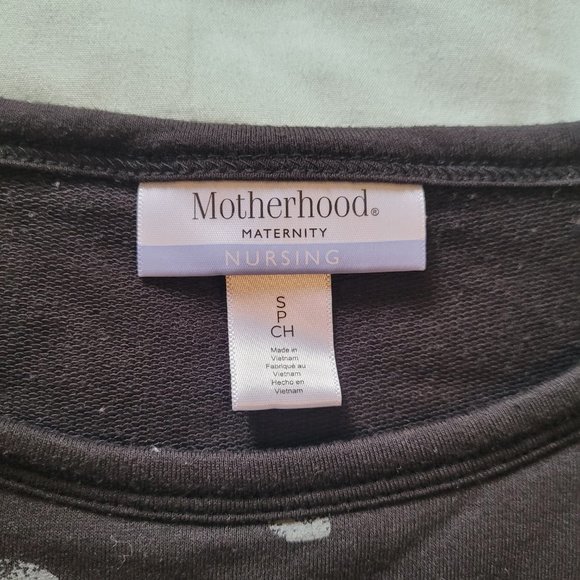 Motherhood®
MATERNITY
NURSING
S
P
CH
Made in
Vietnam
Fabriqué au
Vietnam
Hecho en
Vietnam